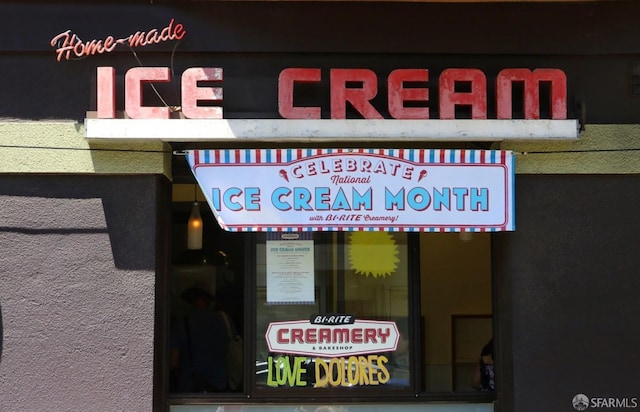 Home-made
ICE CREAM
CELEBRATE
National
ICE CREAM MONTH
with BI-RITE Creamery!
BI-RITE
CREAMERY
& BAKESHOP
LOVE DOLORES
SFARMLS